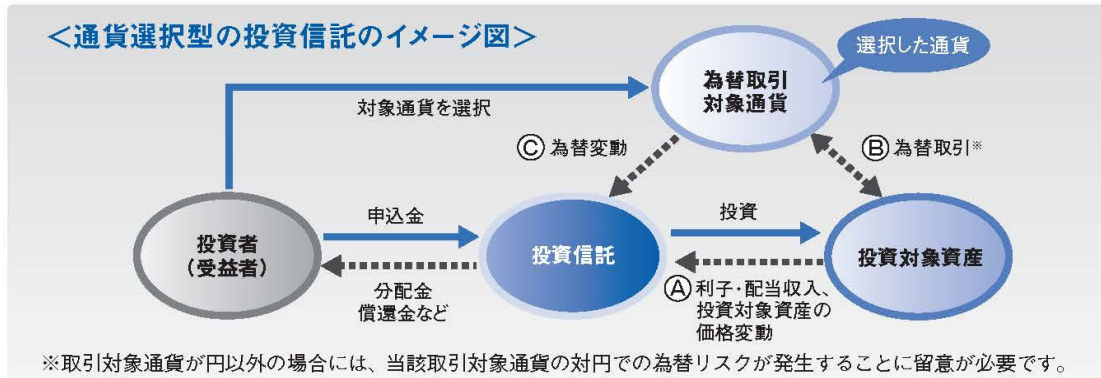 ＜通貨選択型の投資信託のイメージ図＞
選択した通貨
為替取引
対象通貨
対象通貨を選択
Ⓒ 為替変動
Ⓑ 為替取引※
申込金
投資
投資者
（受益者）
投資信託
投資対象資産
分配金
償還金など
Ⓐ 利子・配当収入、
投資対象資産の
価格変動
※取引対象通貨が円以外の場合には、当該取引対象通貨の対円での為替リスクが発生することに留意が必要です。